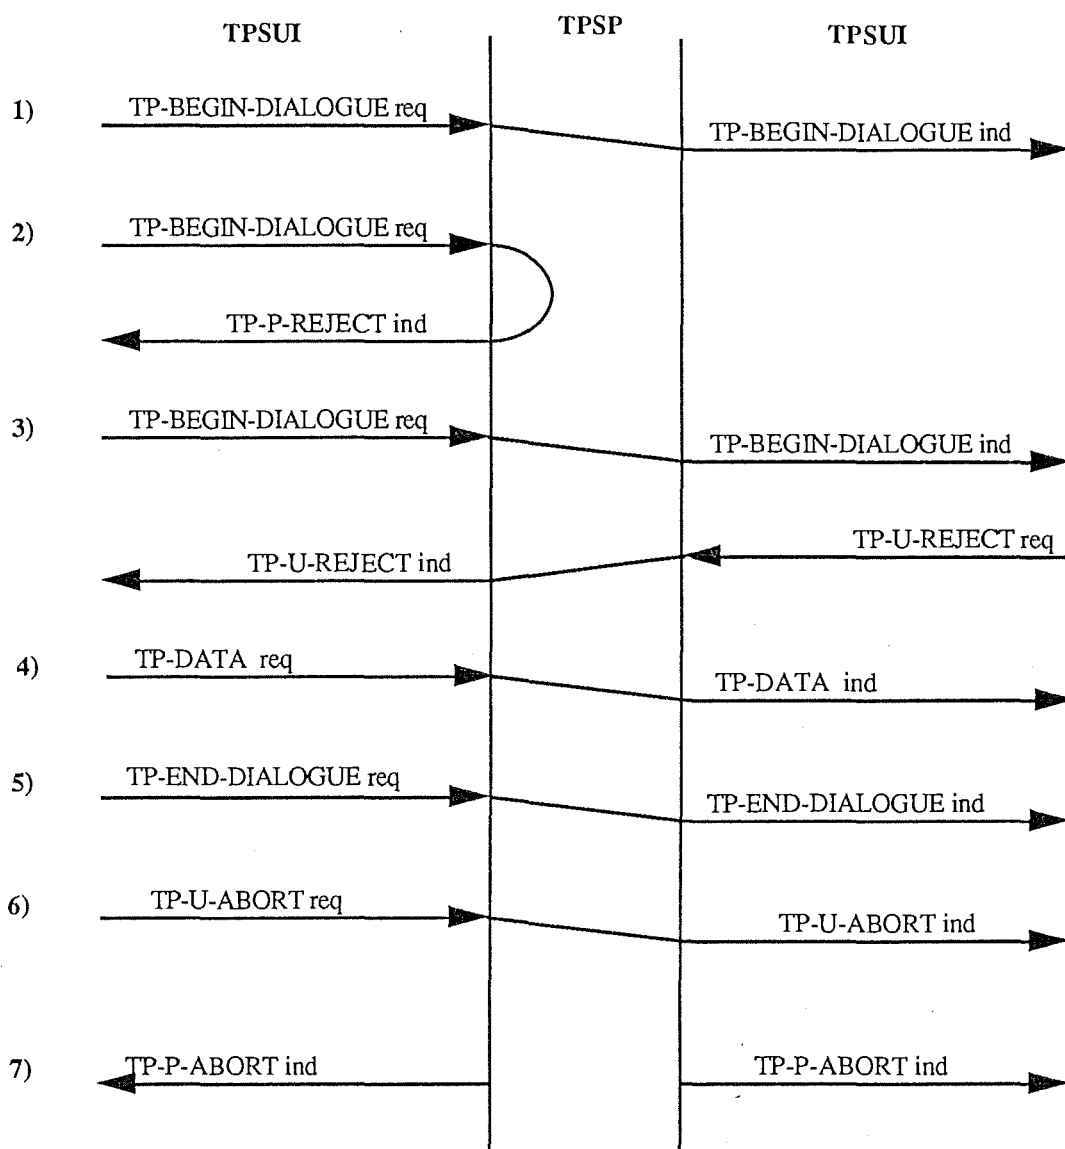 TPSUI TPSP TPSUI
1) TP-BEGIN-DIALOGUE req
TP-BEGIN-DIALOGUE ind
2) TP-BEGIN-DIALOGUE req
TP-P-REJECT ind
3) TP-BEGIN-DIALOGUE req
TP-BEGIN-DIALOGUE ind
TP-U-REJECT req
TP-U-REJECT ind
4) TP-DATA req
TP-DATA ind
5) TP-END-DIALOGUE req
TP-END-DIALOGUE ind
6) TP-U-ABORT req
TP-U-ABORT ind
7) TP-P-ABORT ind TP-P-ABORT ind